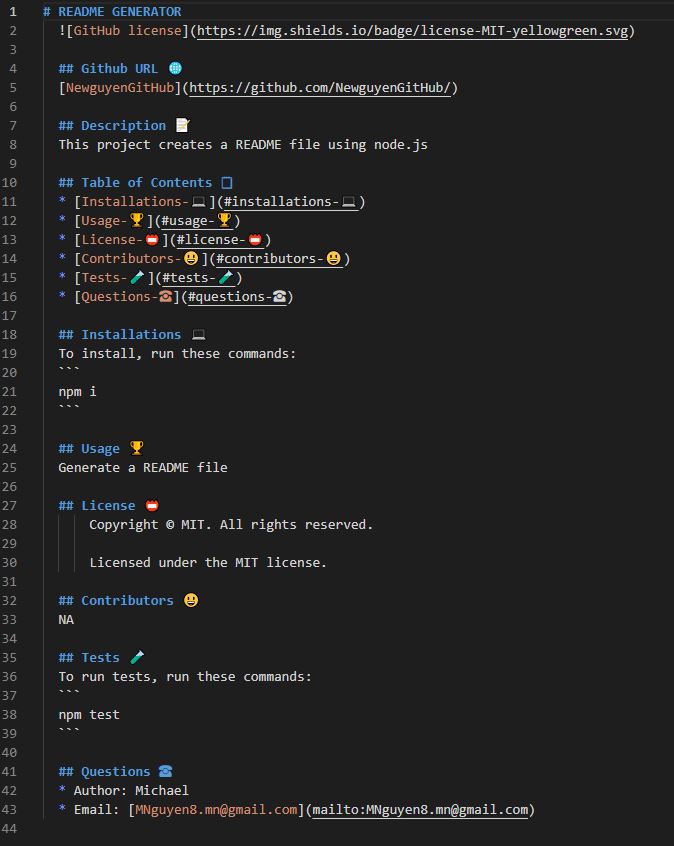 1 # README GENERATOR
2 ![GitHub license](https://img.shields.io/badge/license-MIT-yellowgreen.svg)
3
4 ## Github URL 🌐
5 [NewguyenGitHub](https://github.com/NewguyenGitHub/)
6
7 ## Description 📝
8 This project creates a README file using node.js
9
10 ## Table of Contents 📋
11 * [Installations-💻](#installations-💻)
12 * [Usage-🏆](#usage-🏆)
13 * [License-📛](#license-📛)
14 * [Contributors-😃](#contributors-😃)
15 * [Tests-🧪](#tests-🧪)
16 * [Questions-☎](#questions-☎)
17
18 ## Installations 💻
19 To install, run these commands:
20 ```
21 npm i
22 ```
23
24 ## Usage 🏆
25 Generate a README file
26
27 ## License 📛
28 Copyright © MIT. All rights reserved.
29
30 Licensed under the MIT license.
31
32 ## Contributors 😃
33 NA
34
35 ## Tests 🧪
36 To run tests, run these commands:
37 ```
38 npm test
39 ```
40
41 ## Questions ☎
42 * Author: Michael
43 * Email: [MNguyen8.mn@gmail.com](mailto:MNguyen8.mn@gmail.com)
44